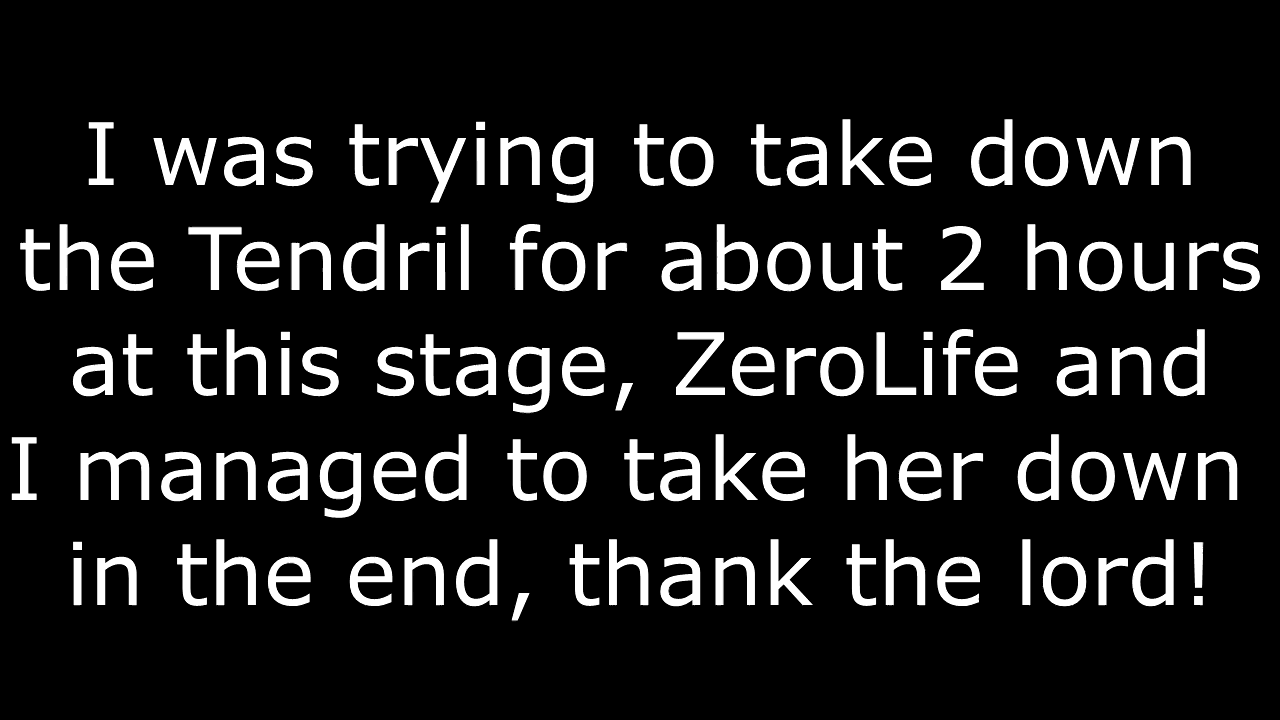 I was trying to take down
the Tendril for about 2 hours
at this stage, ZeroLife and
I managed to take her down
in the end, thank the lord!